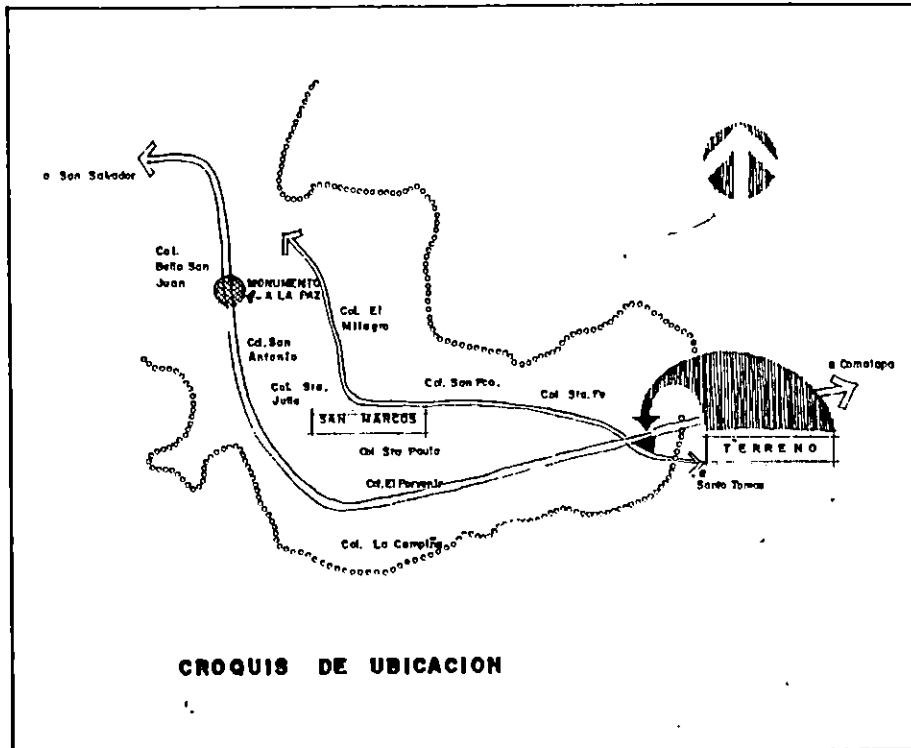 a San Salvador
Col.
Bella San
Juan
MONUMENTO
A LA PAZ
Col. El
Milagro
Col. San
Antonio
Col. Sta.
Julia
SAN MARCOS
Col. San Fco.
Col. Sta. Fe
a Comalapa
TERRENO
a
Santo Tomas
Col Sta Paula
Col. El Porvenir
Col. La Campiña
CROQUIS DE UBICACION